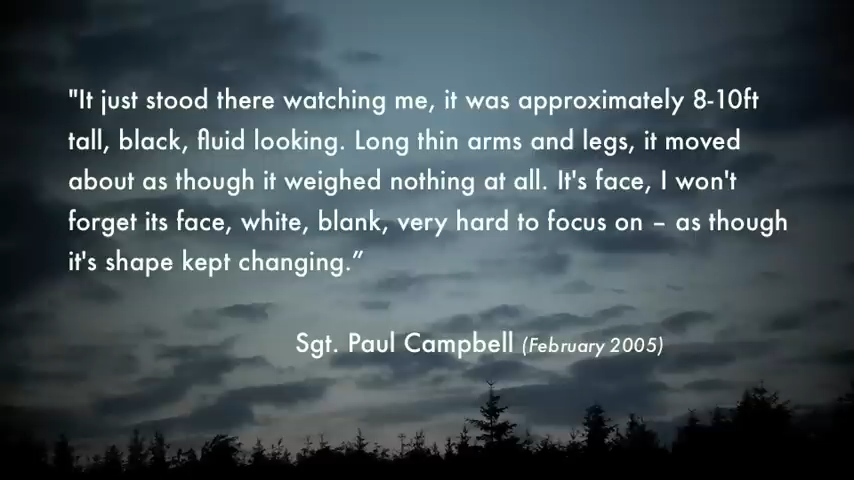 "It just stood there watching me, it was approximately 8-10ft
tall, black, fluid looking. Long thin arms and legs, it moved
about as though it weighed nothing at all. It's face, I won't
forget its face, white, blank, very hard to focus on – as though
it's shape kept changing.”
Sgt. Paul Campbell (February 2005)